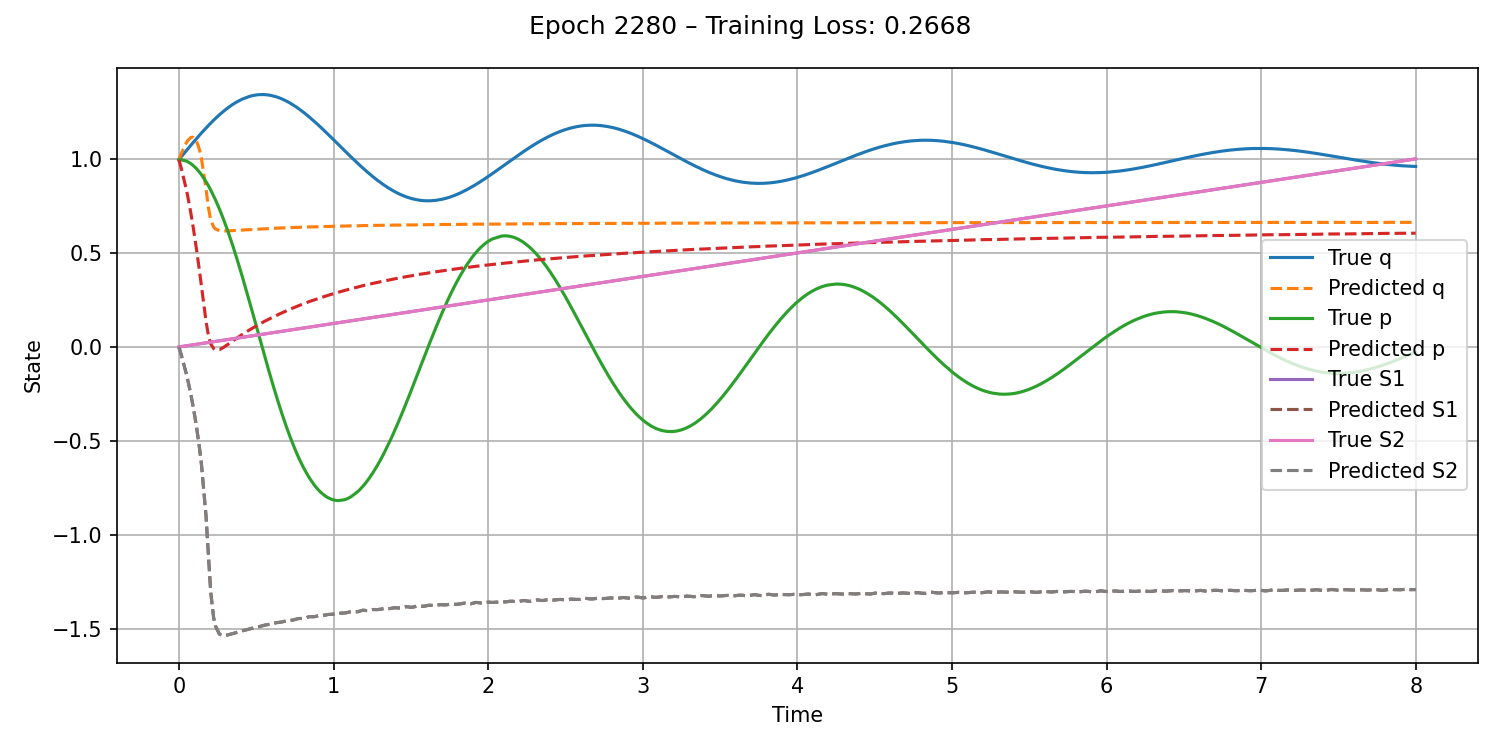 Epoch 2280 – Training Loss: 0.2668
State
1.0
0.5
0.0
−0.5
−1.0
−1.5
True q
Predicted q
True p
Predicted p
True S1
Predicted S1
True S2
Predicted S2
0 1 2 3 4 5 6 7 8
Time